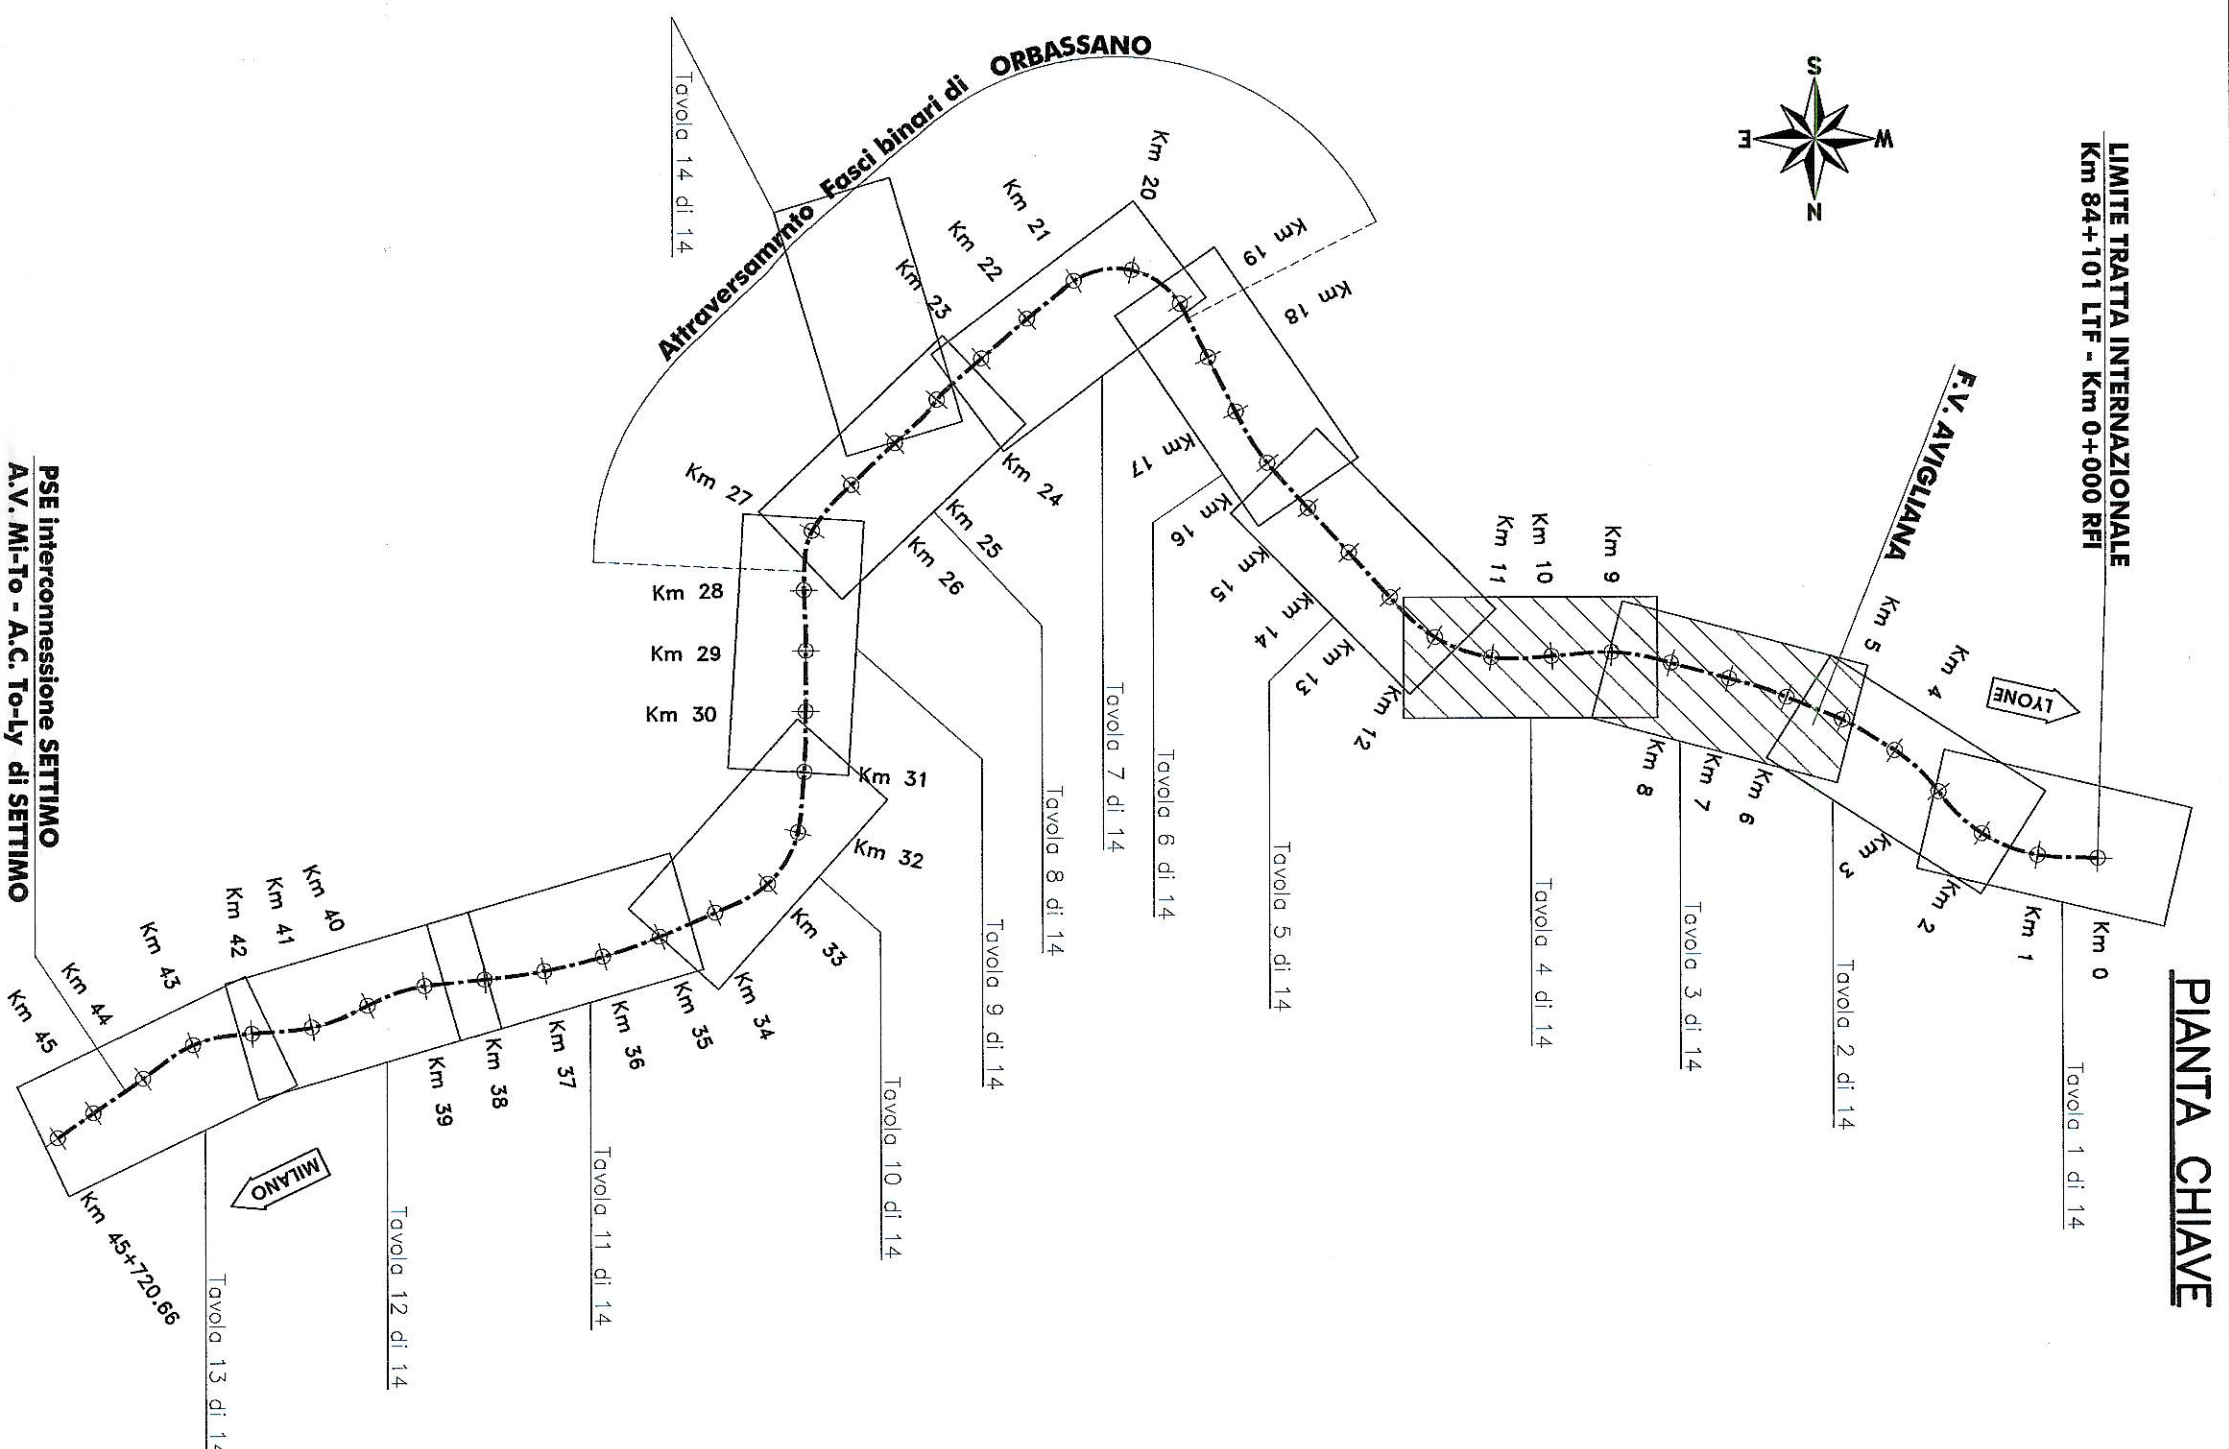 PIANTA CHIAVE
LIMITE TRATTA INTERNAZIONALE
Km 84+101 LTF - Km 0+000 RFI
F.V. AVIGLIANA
LYONE
S
W
E
N
ORBASSANO
Attraversamnto Fasci binari di
PSE interconnessione SETTIMO
A.V. Mi-To - A.C. To-Ly di SETTIMO
MILANO
Km 0
Km 1
Km 2
Km 3
Km 4
Km 5
Km 6
Km 7
Km 8
Km 9
Km 10
Km 11
Km 12
Km 13
Km 14
Km 15
Km 16
Km 17
Km 18
Km 19
Km 20
Km 21
Km 22
Km 23
Km 24
Km 25
Km 26
Km 27
Km 28
Km 29
Km 30
Km 31
Km 32
Km 33
Km 34
Km 35
Km 36
Km 37
Km 38
Km 39
Km 40
Km 41
Km 42
Km 43
Km 44
Km 45
Km 45+720.66
Tavola 1 di 14
Tavola 2 di 14
Tavola 3 di 14
Tavola 4 di 14
Tavola 5 di 14
Tavola 6 di 14
Tavola 7 di 14
Tavola 8 di 14
Tavola 9 di 14
Tavola 10 di 14
Tavola 11 di 14
Tavola 12 di 14
Tavola 13 di 14
Tavola 14 di 14